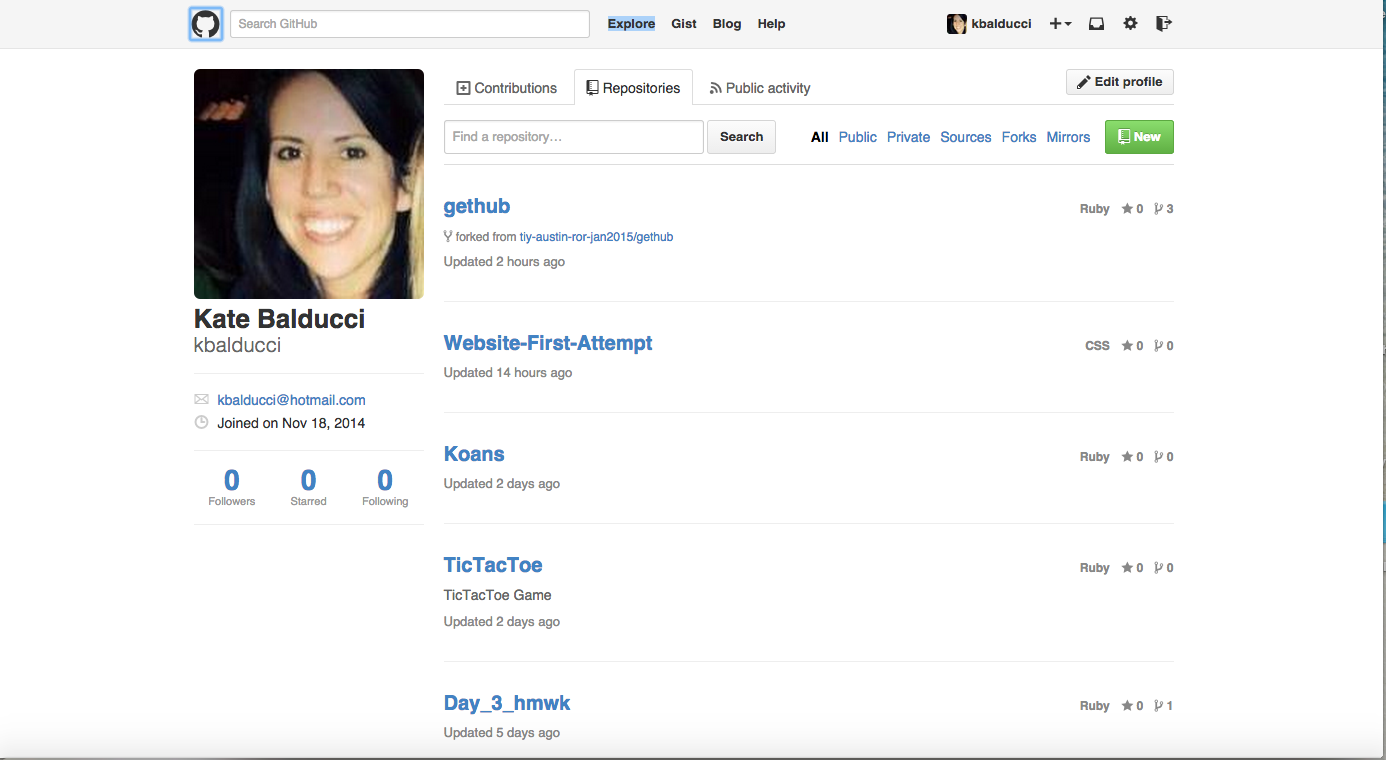 Search GitHub Explore Gist Blog Help kbalducci
Contributions Repositories Public activity Edit profile
Find a repository... Search All Public Private Sources Forks Mirrors New
gethub Ruby 0 3
forked from tiy-austin-ror-jan2015/gethub
Updated 2 hours ago
Kate Balducci
kbalducci
kbalducci@hotmail.com
Joined on Nov 18, 2014
0 0 0
Followers Starred Following
Website-First-Attempt CSS 0 0
Updated 14 hours ago
Koans Ruby 0 0
Updated 2 days ago
TicTacToe Ruby 0 0
TicTacToe Game
Updated 2 days ago
Day_3_hmwk Ruby 0 1
Updated 5 days ago